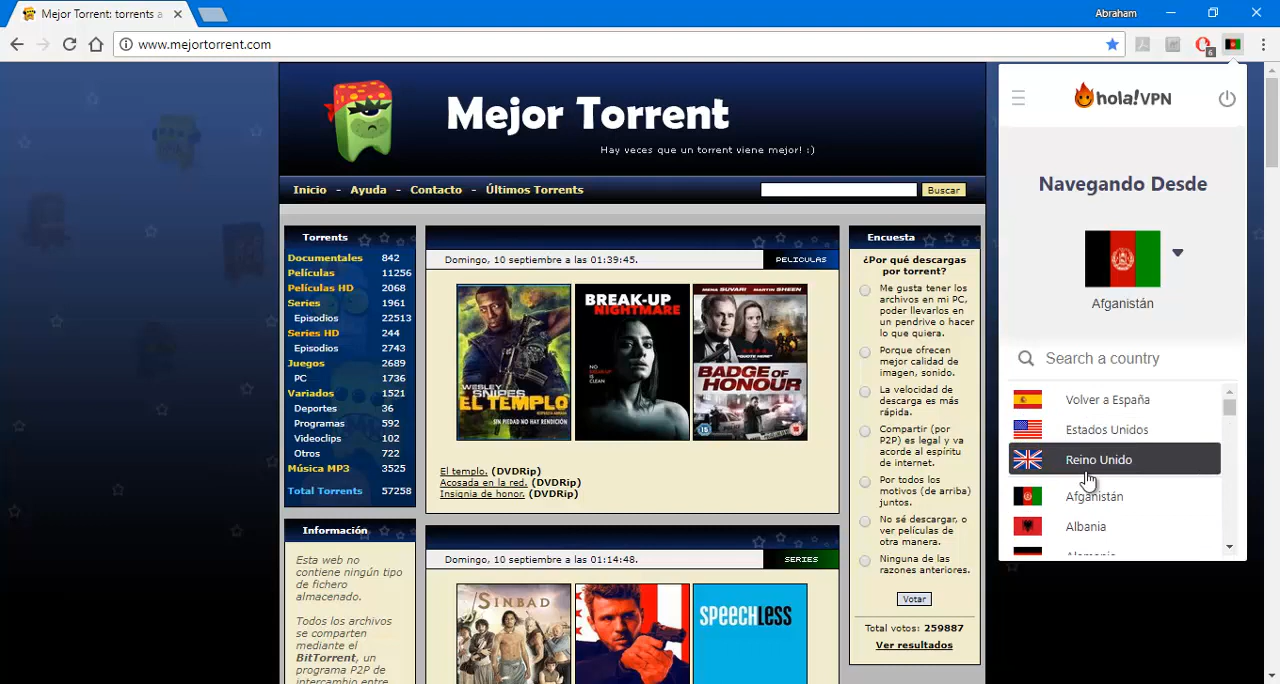 Mejor Torrent: torrents a
Abraham
www.mejortorrent.com
6
Mejor Torrent
Hay veces que un torrent viene mejor! :)
Inicio - Ayuda - Contacto - Últimos Torrents
Buscar
Torrents
Documentales 842
Películas 11256
Películas HD 2068
Series 1961
Episodios 22513
Series HD 244
Episodios 2743
Juegos 2689
PC 1736
Variados 1521
Deportes 36
Programas 592
Videoclips 102
Otros 722
Música MP3 3525
Total Torrents 57258
Información
Esta web no
contiene ningún tipo
de fichero
almacenado.
Todos los archivos
se comparten
mediante el
BitTorrent, un
programa P2P de
intercambio entre
Domingo, 10 septiembre a las 01:39:45.
PELICULAS
WESLEY
SNIPES
EL TEMPLO
SIN PIEDAD NO HAY RENDICIÓN
BREAK-UP
NIGHTMARE
NO
BREAK-UP
IS CLEAN
MENA SUVARI MARTIN SHEEN
BADGE OF
HONOUR
15
El templo. (DVDRip)
Acosada en la red. (DVDRip)
Insignia de honor. (DVDRip)
Domingo, 10 septiembre a las 01:14:48.
SERIES
SINBAD
SPEECHLESS
Encuesta
¿Por qué descargas
por torrent?
Me gusta tener los
archivos en mi PC,
poder llevarlos en
un pendrive o hacer
lo que quiera.
Porque ofrecen
mejor calidad de
imagen, sonido.
La velocidad de
descarga es más
rápida.
Compartir (por
P2P) es legal y va
acorde al espíritu
de internet.
Por todos los
motivos (de arriba)
juntos.
No sé descargar, o
ver películas de
otra manera.
Ninguna de las
razones anteriores.
Votar
Total votos: 259887
Ver resultados
hola!VPN
Navegando Desde
Afganistán
Search a country
Volver a España
Estados Unidos
Reino Unido
Afganistán
Albania
Alemania